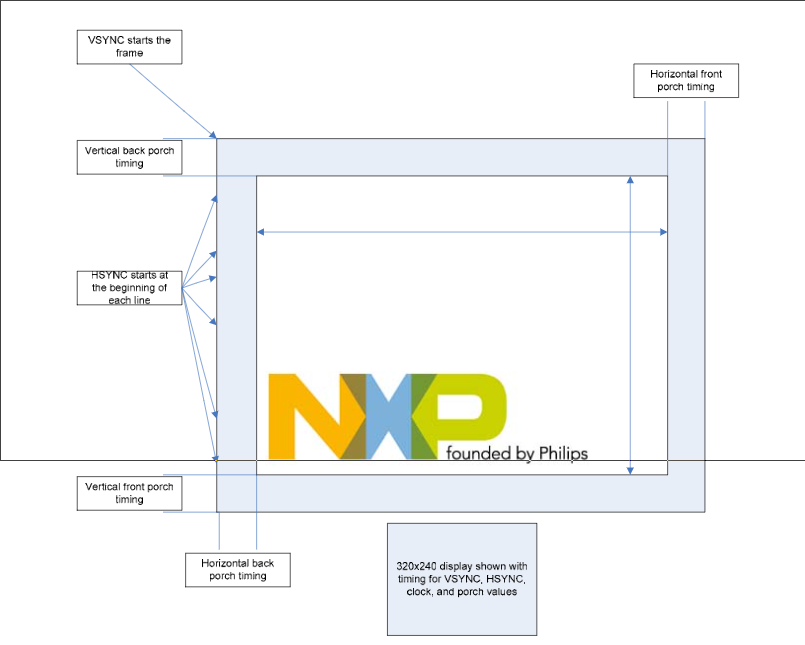 VSYNC starts the
frame
Horizontal front
porch timing
Vertical back porch
timing
HSYNC starts at
the beginning of
each line
NXP
founded by Philips
Vertical front porch
timing
Horizontal back
porch timing
320x240 display shown with
timing for VSYNC, HSYNC,
clock, and porch values